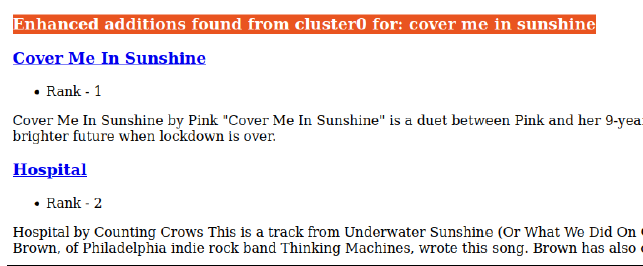 Enhanced additions found from cluster0 for: cover me in sunshine
Cover Me In Sunshine
• Rank - 1
Cover Me In Sunshine by Pink "Cover Me In Sunshine" is a duet between Pink and her 9-yea
brighter future when lockdown is over.
Hospital
• Rank - 2
Hospital by Counting Crows This is a track from Underwater Sunshine (Or What We Did On
Brown, of Philadelphia indie rock band Thinking Machines, wrote this song. Brown has also